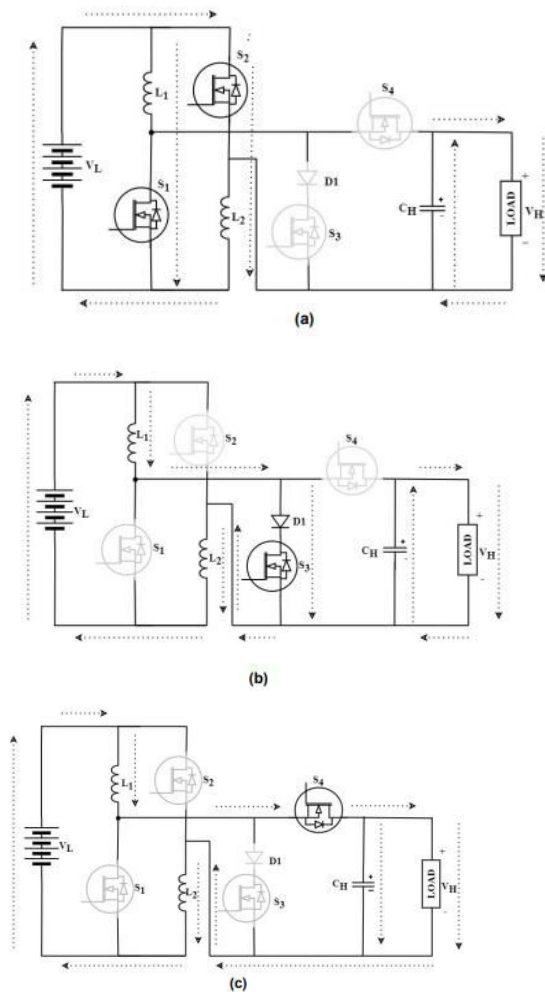 S2
L1
S4
VL
S1
D1
L2
S3
CH
+
-
LOAD
+
VH
-
(a)
L1
S2
S4
VL
S1
D1
L2
S3
CH
+
-
LOAD
+
VH
-
(b)
L1
S2
S4
VL
S1
D1
L2
S3
CH
+
LOAD
+
VH
-
(c)